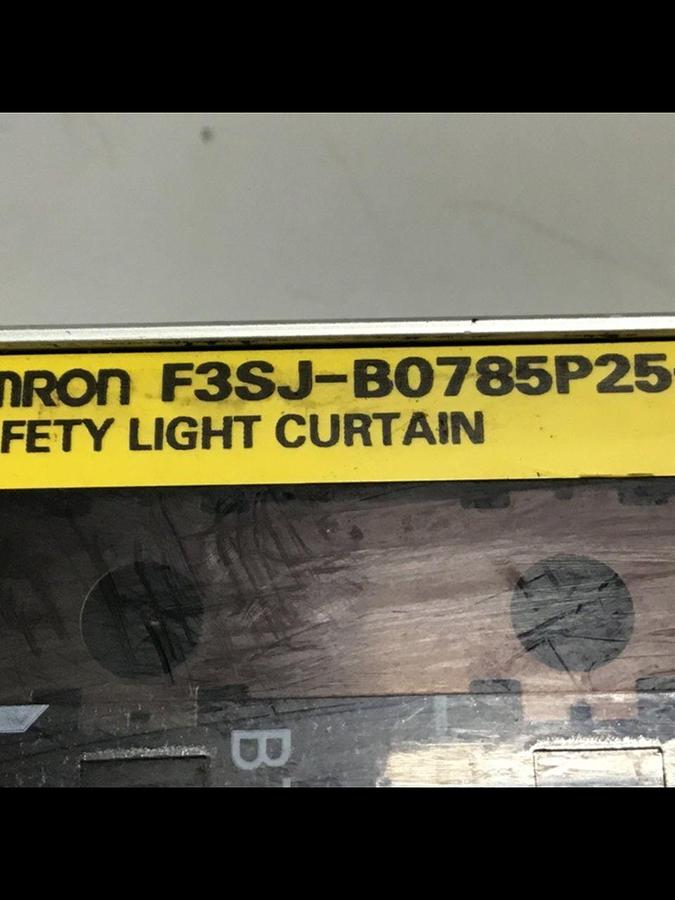 MRON F3SJ-B0785P25-
FETY LIGHT CURTAIN
B